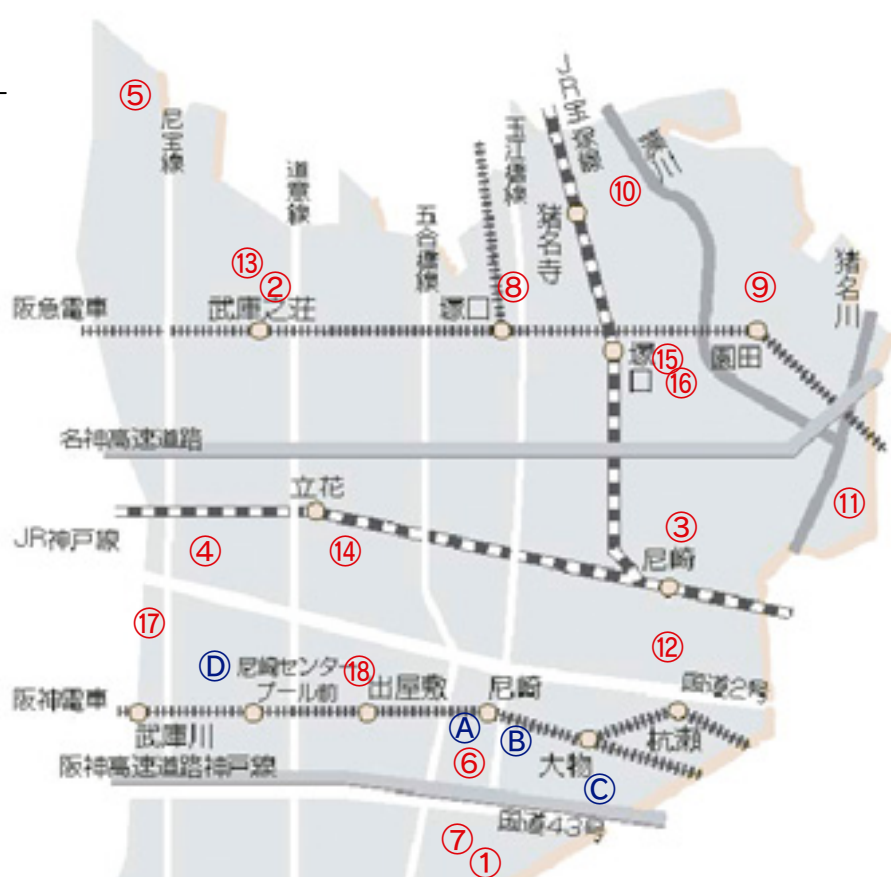 ⑤
尼宝線
道意線
五合橋線
玉江橋線
JR宝塚線
藻川
⑩
猪名寺
猪名川
⑬
②
⑧
⑨
阪急電車
武庫之荘
塚口
塚口
⑮
⑯
園田
名神高速道路
立花
JR神戸線
④
⑭
③
尼崎
⑪
⑰
⑫
Ⓓ
尼崎センター
プール前
⑱
出屋敷
尼崎
国道2号
阪神電車
武庫川
Ⓐ
Ⓑ
大物
杭瀬
阪神高速道路神戸線
⑥
Ⓒ
国道43号
⑦
①